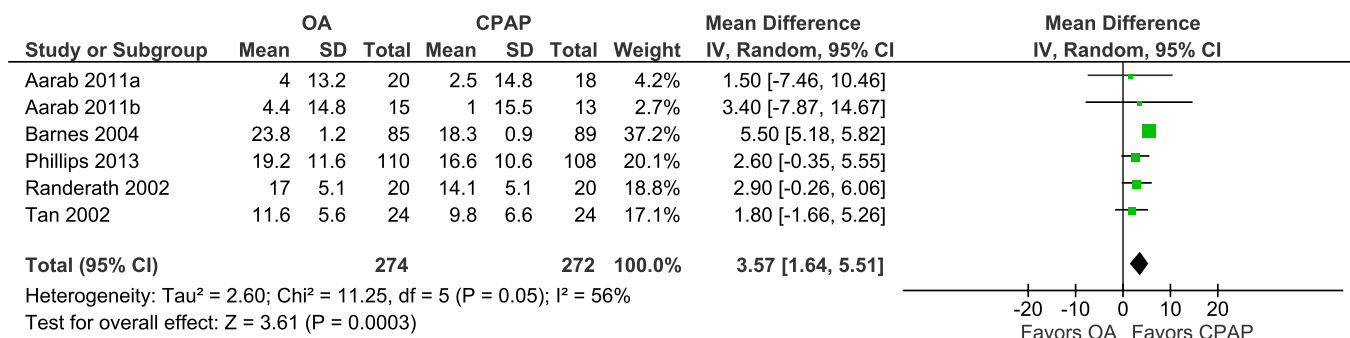 OA CPAP Mean Difference Mean Difference
Study or Subgroup Mean SD Total Mean SD Total Weight IV, Random, 95% CI IV, Random, 95% CI
Aarab 2011a 4 13.2 20 2.5 14.8 18 4.2% 1.50 [-7.46, 10.46]
Aarab 2011b 4.4 14.8 15 1 15.5 13 2.7% 3.40 [-7.87, 14.67]
Barnes 2004 23.8 1.2 85 18.3 0.9 89 37.2% 5.50 [5.18, 5.82]
Phillips 2013 19.2 11.6 110 16.6 10.6 108 20.1% 2.60 [-0.35, 5.55]
Randerath 2002 17 5.1 20 14.1 5.1 20 18.8% 2.90 [-0.26, 6.06]
Tan 2002 11.6 5.6 24 9.8 6.6 24 17.1% 1.80 [-1.66, 5.26]
Total (95% CI) 274 272 100.0% 3.57 [1.64, 5.51]
Heterogeneity: Tau² = 2.60; Chi² = 11.25, df = 5 (P = 0.05); I² = 56%
Test for overall effect: Z = 3.61 (P = 0.0003)
-20 -10 0 10 20
Favors OA Favors CPAP